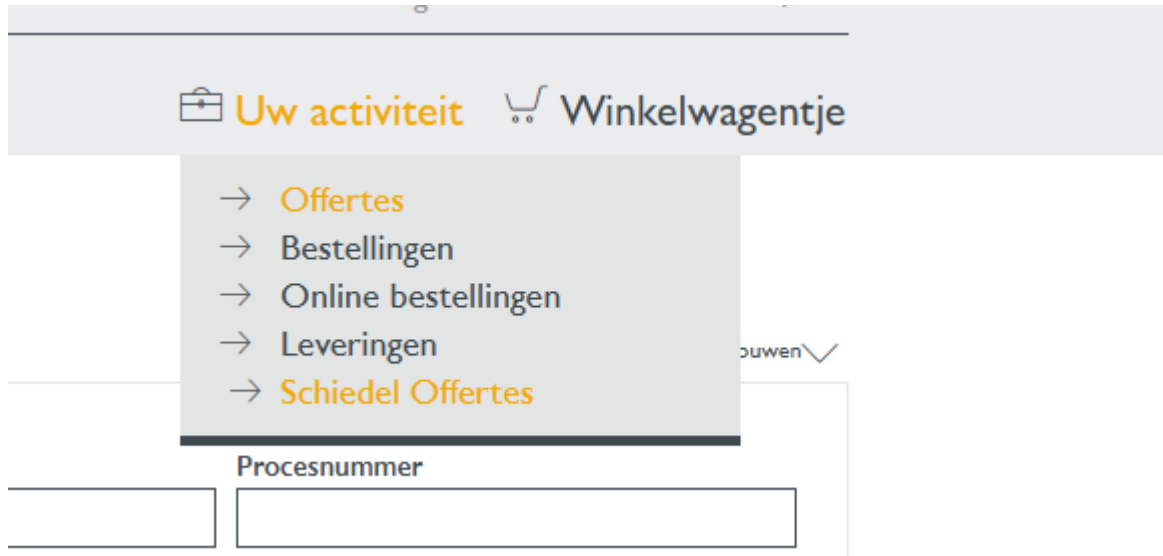 Uw activiteit Winkelwagentje
Offertes
Bestellingen
Online bestellingen
Leveringen
Schiedel Offertes
Procesnummer